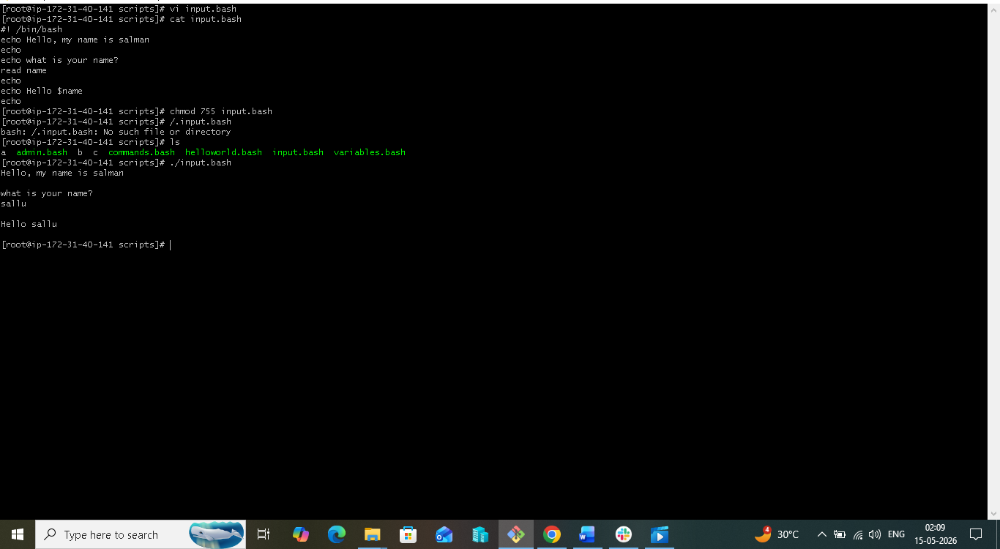 [root@ip-172-31-40-141 scripts]# vi input.bash
[root@ip-172-31-40-141 scripts]# cat input.bash
#! /bin/bash
echo Hello, my name is salman
echo
echo what is your name?
read name
echo
echo Hello $name
echo
[root@ip-172-31-40-141 scripts]# chmod 755 input.bash
[root@ip-172-31-40-141 scripts]# /.input.bash
bash: /.input.bash: No such file or directory
[root@ip-172-31-40-141 scripts]# ls
a  admin.bash  b  c  commands.bash  helloworld.bash  input.bash  variables.bash
[root@ip-172-31-40-141 scripts]# ./input.bash
Hello, my name is salman

what is your name?
sallu

Hello sallu

[root@ip-172-31-40-141 scripts]#
Type here to search
4
30°C
ENG
02:09
15-05-2026